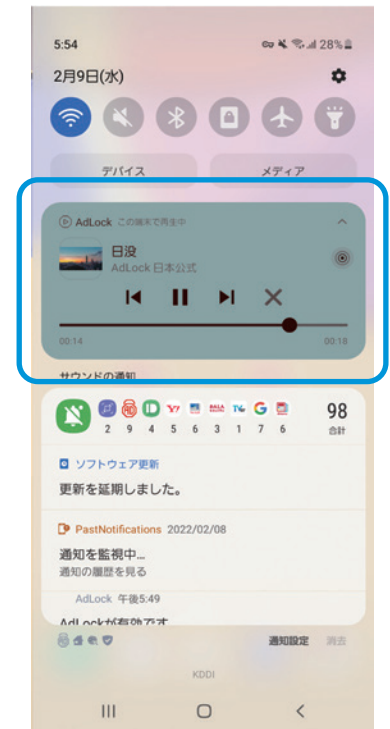 5:54 28%
2月9日(水)
デバイス メディア
AdLock この端末で再生中
日没
AdLock 日本公式
00:14 00:18
サウンドの通知
98
2 9 4 5 6 3 1 7 6 合計
ソフトウェア更新
更新を延期しました。
PastNotifications 2022/02/08
通知を監視中...
通知の履歴を見る
AdLock 午後5:49
AdLockが有効です
通知設定 消去
KDDI